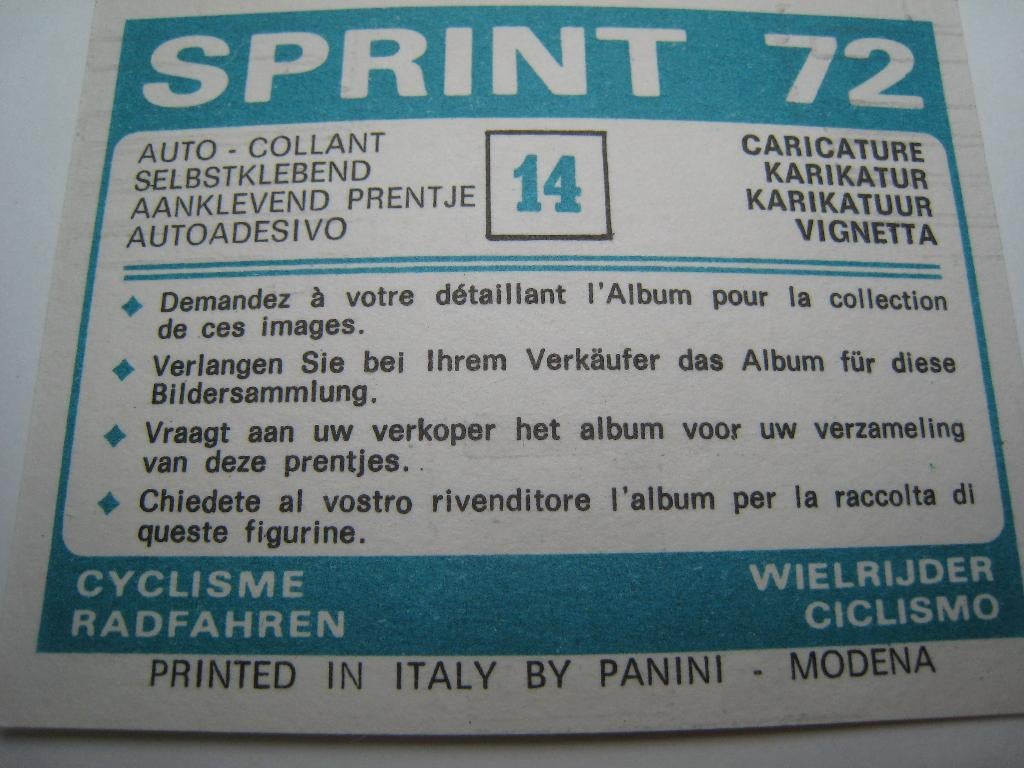 SPRINT 72
AUTO - COLLANT
SELBSTKLEBEND
AANKLEVEND PRENTJE
AUTOADESIVO
14
CARICATURE
KARIKATUR
KARIKATUUR
VIGNETTA
Demandez à votre détaillant l'Album pour la collection
de ces images.
Verlangen Sie bei Ihrem Verkäufer das Album für diese
Bildersammlung.
Vraagt aan uw verkoper het album voor uw verzameling
van deze prentjes.
Chiedete al vostro rivenditore l'album per la raccolta di
queste figurine.
CYCLISME
RADFAHREN
WIELRIJDER
CICLISMO
PRINTED IN ITALY BY PANINI - MODENA